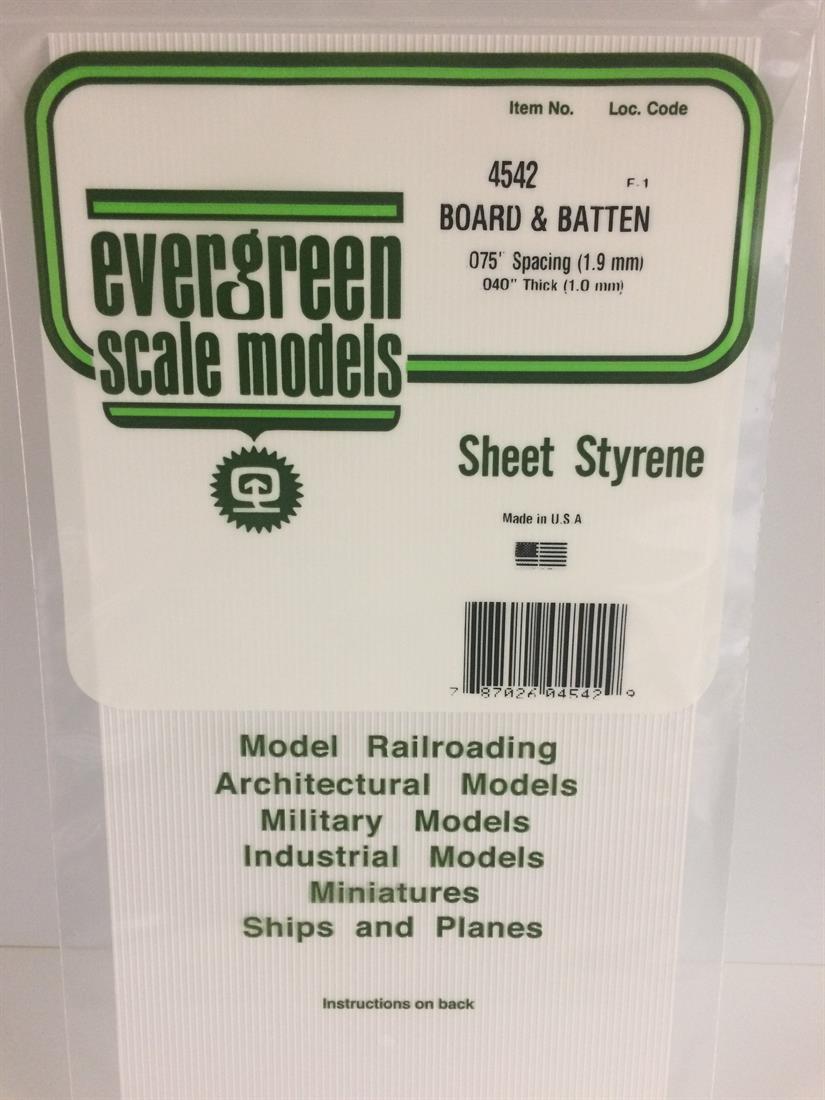 Item No. Loc. Code
4542 F-1
BOARD & BATTEN
075" Spacing (1.9 mm)
040" Thick (1.0 mm)
evergreen
scale models
Sheet Styrene
Made in U.S.A
7 87026 04542 9
Model Railroading
Architectural Models
Military Models
Industrial Models
Miniatures
Ships and Planes
Instructions on back